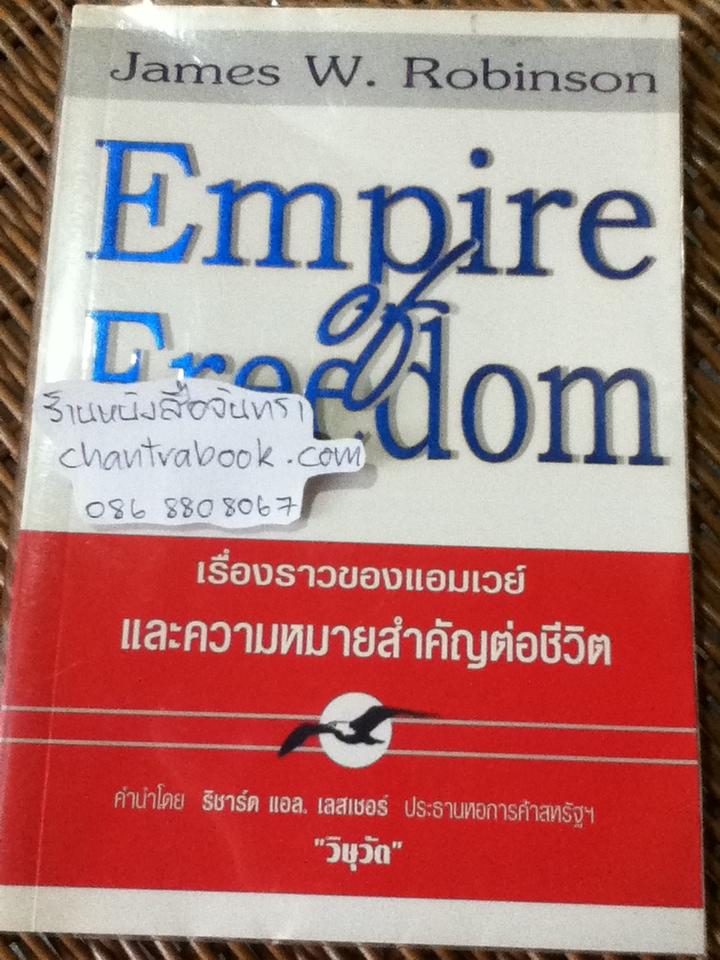 James W. Robinson
Empire
of
Freedom
ร้านหนังสือจันทรา
chantrabook.com
086 880 8067
เรื่องราวของแอมเวย์
และความหมายสำคัญต่อชีวิต
คำนำโดย ริชาร์ด แอล. เลสเชอร์ ประธานหอการค้าสหรัฐฯ
"วิษุวัต"